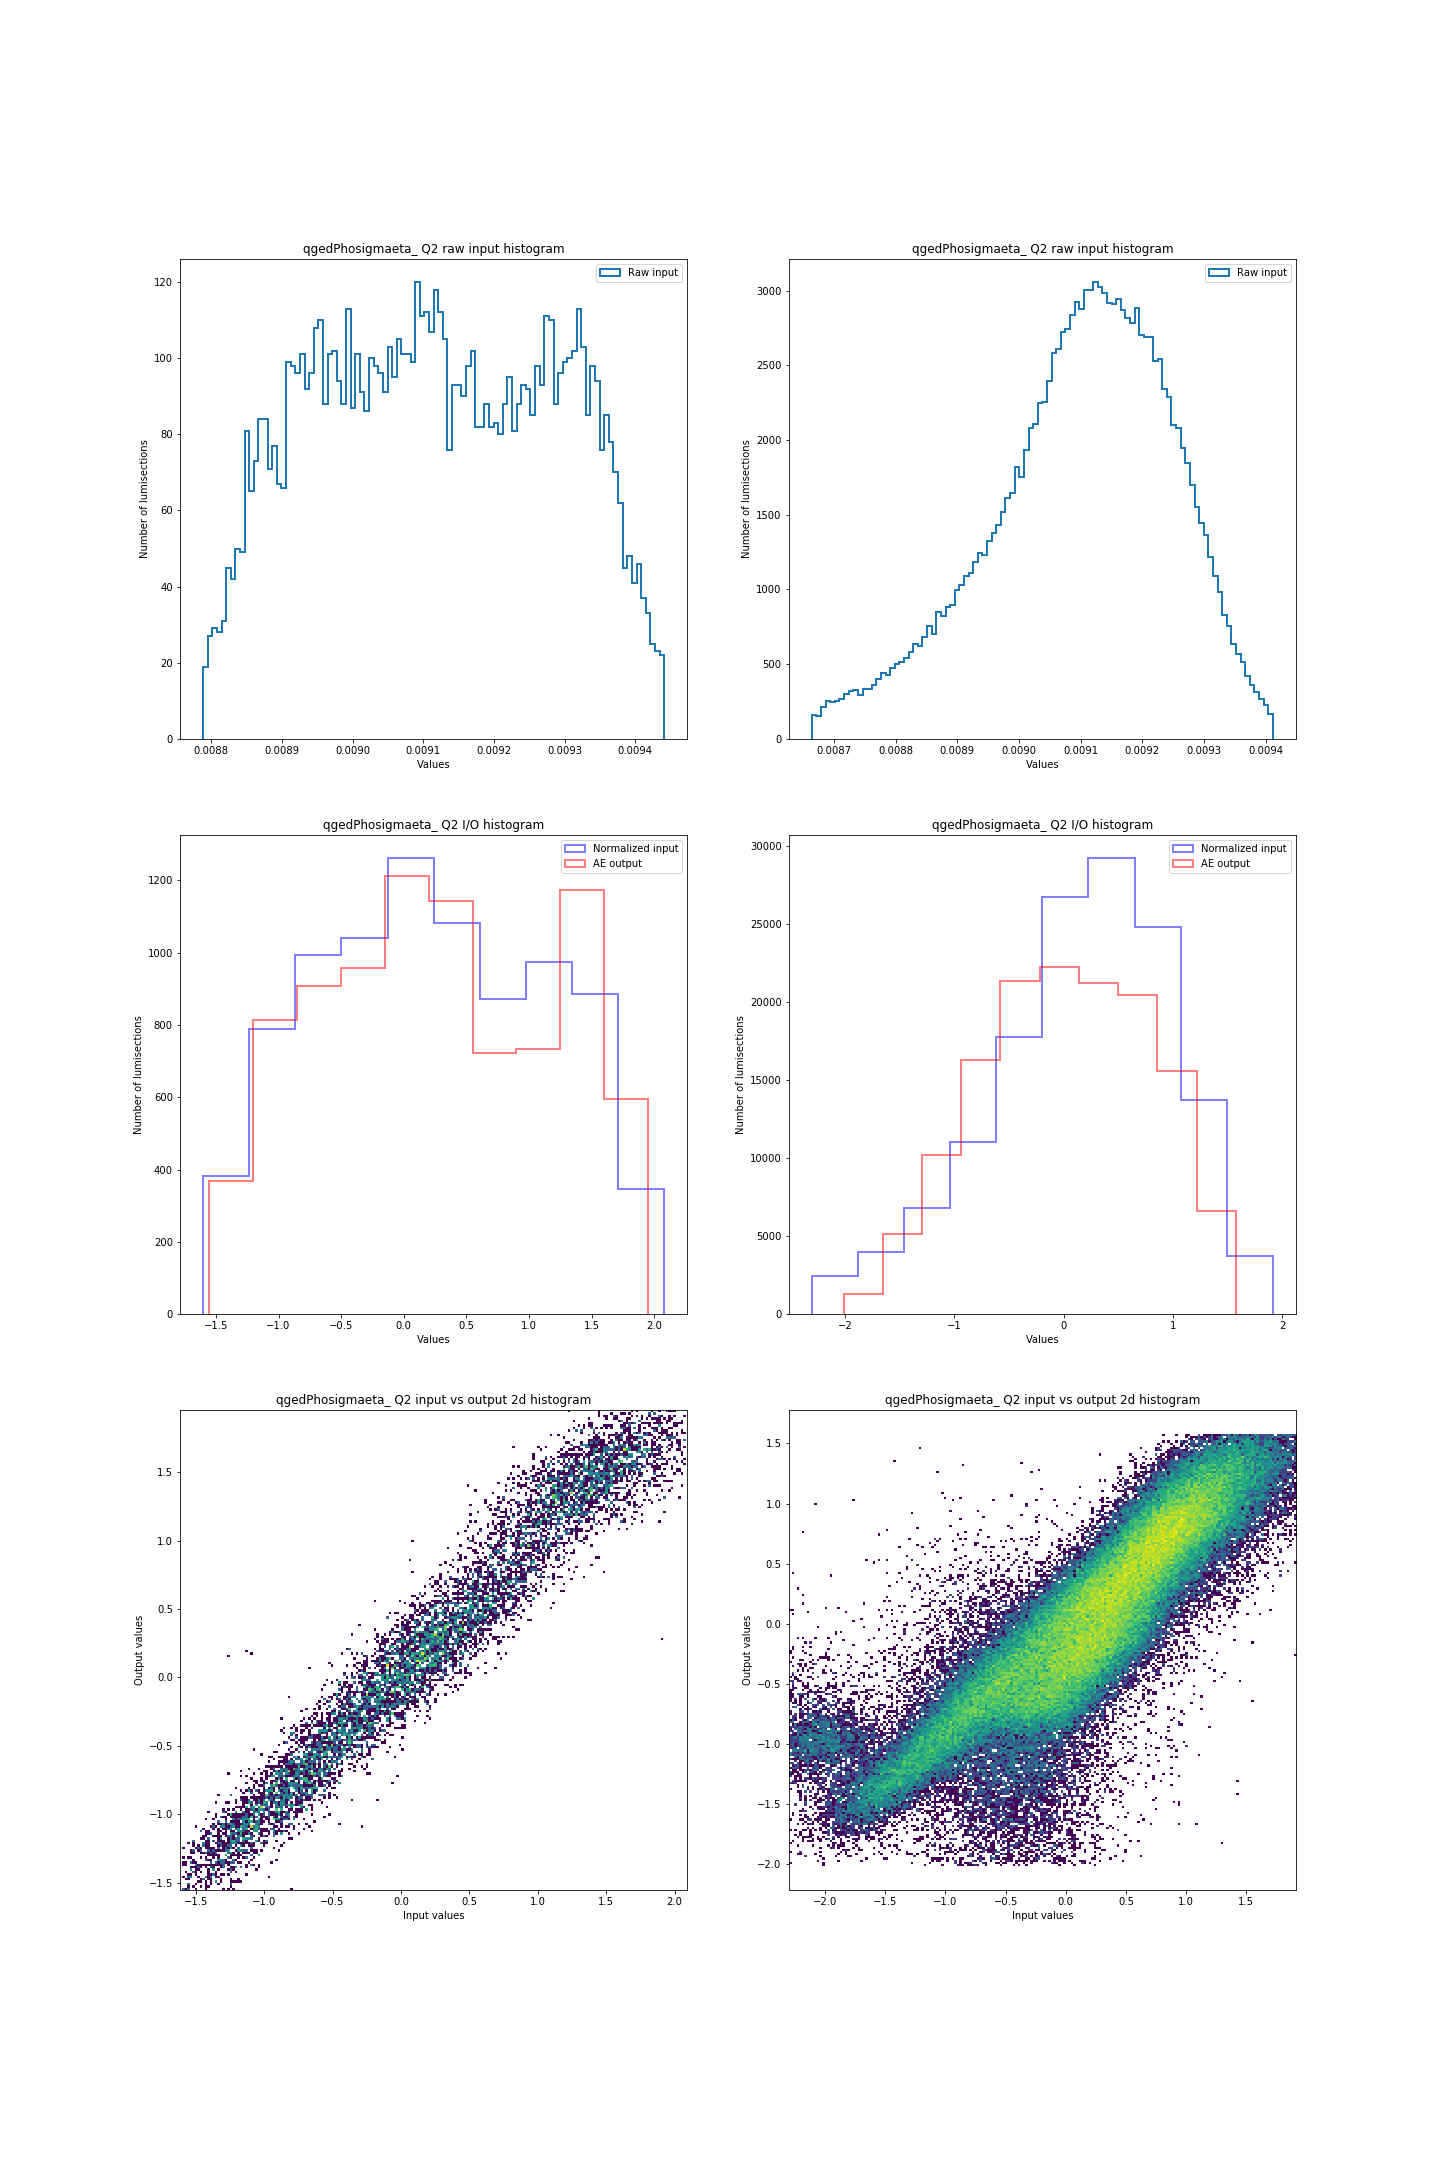 qgedPhosigmaeta_ Q2 raw input histogram
Raw input
120
100
80
60
40
20
0
Number of lumisections
0.0088 0.0089 0.0090 0.0091 0.0092 0.0093 0.0094
Values
qgedPhosigmaeta_ Q2 raw input histogram
Raw input
3000
2500
2000
1500
1000
500
0
Number of lumisections
0.0087 0.0088 0.0089 0.0090 0.0091 0.0092 0.0093 0.0094
Values
qgedPhosigmaeta_ Q2 I/O histogram
Normalized input
AE output
1200
1000
800
600
400
200
0
Number of lumisections
−1.5 −1.0 −0.5 0.0 0.5 1.0 1.5 2.0
Values
qgedPhosigmaeta_ Q2 I/O histogram
Normalized input
AE output
30000
25000
20000
15000
10000
5000
0
Number of lumisections
−2 −1 0 1 2
Values
qgedPhosigmaeta_ Q2 input vs output 2d histogram
1.5
1.0
0.5
0.0
−0.5
−1.0
−1.5
Output values
−1.5 −1.0 −0.5 0.0 0.5 1.0 1.5 2.0
Input values
qgedPhosigmaeta_ Q2 input vs output 2d histogram
1.5
1.0
0.5
0.0
−0.5
−1.0
−1.5
−2.0
Output values
−2.0 −1.5 −1.0 −0.5 0.0 0.5 1.0 1.5
Input values